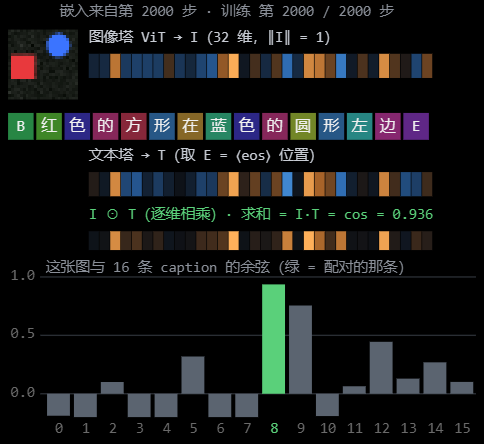 嵌入来自第 2000 步 · 训练 第 2000 / 2000 步
图像塔 ViT → I (32 维, ‖I‖ = 1)
B 红 色 的 方 形 在 蓝 色 的 圆 形 左 边 E
文本塔 → T (取 E = ⟨eos⟩ 位置)
I ⊙ T (逐维相乘) · 求和 = I·T = cos = 0.936
这张图与 16 条 caption 的余弦 (绿 = 配对的那条)
1.0
0.5
0.0
0 1 2 3 4 5 6 7 8 9 10 11 12 13 14 15